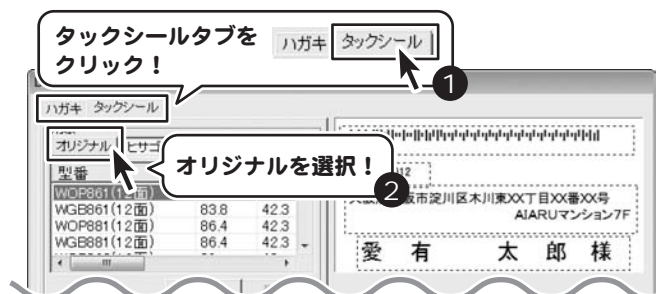 タックシールタブを
クリック！
ハガキ タックシール
1
ハガキ タックシール
オリジナル ヒサゴ
オリジナルを選択！
2
型番
WOP861(12面)
WGB861(12面) 83.8 42.3
WOP881(12面) 86.4 42.3
WGB881(12面) 86.4 42.3
市淀川区木川東XX丁目XX番XX号
AIARUマンション7F
愛 有 太 郎 様